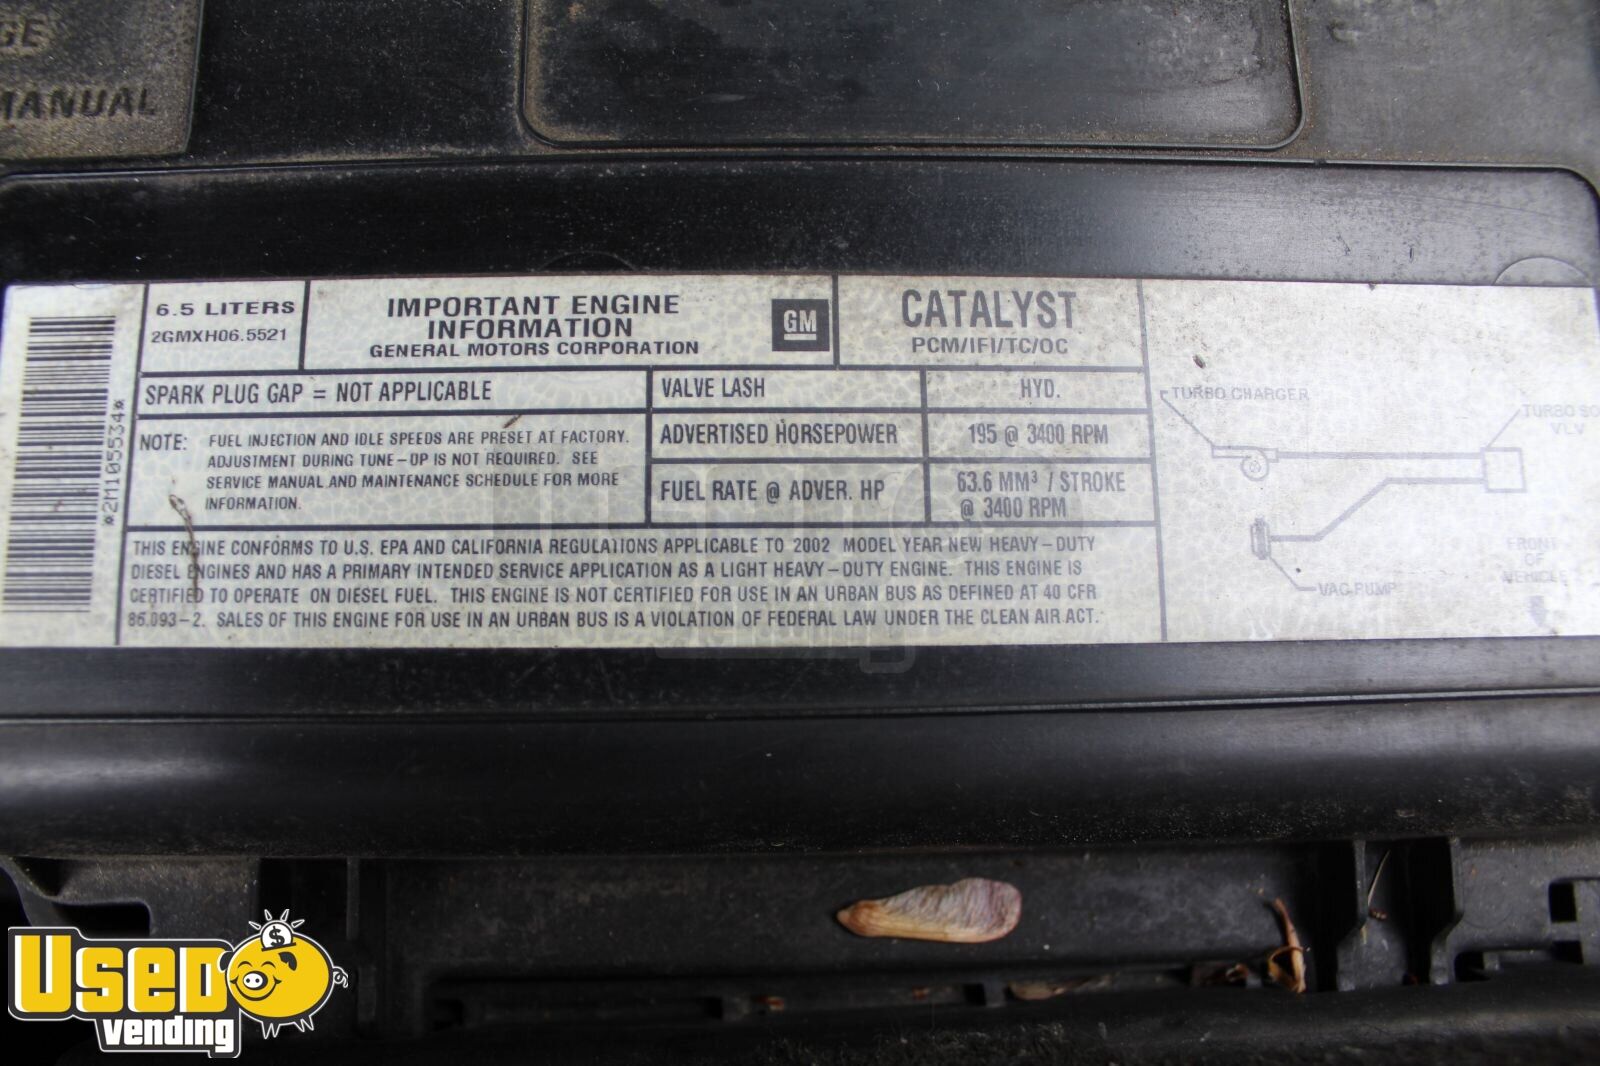 GE
MANUAL
*2M105534*
6.5 LITERS
2GMXH06.5521
IMPORTANT ENGINE
INFORMATION
GENERAL MOTORS CORPORATION
GM
CATALYST
PCM/IFI/TC/OC
SPARK PLUG GAP = NOT APPLICABLE
NOTE: FUEL INJECTION AND IDLE SPEEDS ARE PRESET AT FACTORY.
ADJUSTMENT DURING TUNE-UP IS NOT REQUIRED. SEE
SERVICE MANUAL AND MAINTENANCE SCHEDULE FOR MORE
INFORMATION.
VALVE LASH HYD.
ADVERTISED HORSEPOWER 195 @ 3400 RPM
FUEL RATE @ ADVER. HP 63.6 MM³ / STROKE
@ 3400 RPM
THIS ENGINE CONFORMS TO U.S. EPA AND CALIFORNIA REGULATIONS APPLICABLE TO 2002 MODEL YEAR NEW HEAVY-DUTY
DIESEL ENGINES AND HAS A PRIMARY INTENDED SERVICE APPLICATION AS A LIGHT HEAVY-DUTY ENGINE. THIS ENGINE IS
CERTIFIED TO OPERATE ON DIESEL FUEL. THIS ENGINE IS NOT CERTIFIED FOR USE IN AN URBAN BUS AS DEFINED AT 40 CFR
86.093-2. SALES OF THIS ENGINE FOR USE IN AN URBAN BUS IS A VIOLATION OF FEDERAL LAW UNDER THE CLEAN AIR ACT.
A
TURBO CHARGER
TURBO SO
VLV
VAC PUMP
FRONT
OF
VEHICLE
USED
vending